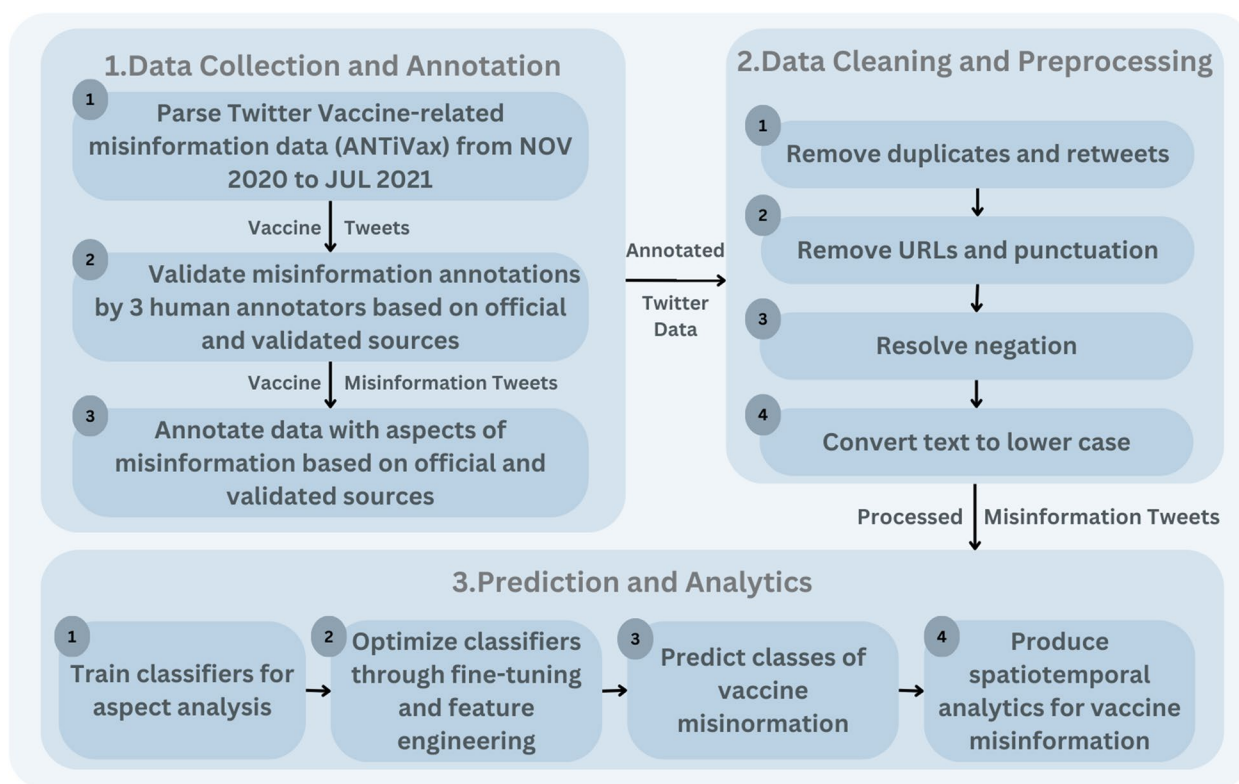 1.Data Collection and Annotation
1
Parse Twitter Vaccine-related
misinformation data (ANTiVax) from NOV
2020 to JUL 2021
Vaccine Tweets
2
Validate misinformation annotations
by 3 human annotators based on official
and validated sources
Vaccine Misinformation Tweets
3
Annotate data with aspects of
misinformation based on official and
validated sources
Annotated
Twitter
Data
2.Data Cleaning and Preprocessing
1
Remove duplicates and retweets
2
Remove URLs and punctuation
3
Resolve negation
4
Convert text to lower case
Processed Misinformation Tweets
3.Prediction and Analytics
1
Train classifiers for
aspect analysis
2
Optimize classifiers
through fine-tuning
and feature
engineering
3
Predict classes of
vaccine
misinormation
4
Produce
spatiotemporal
analytics for vaccine
misinformation